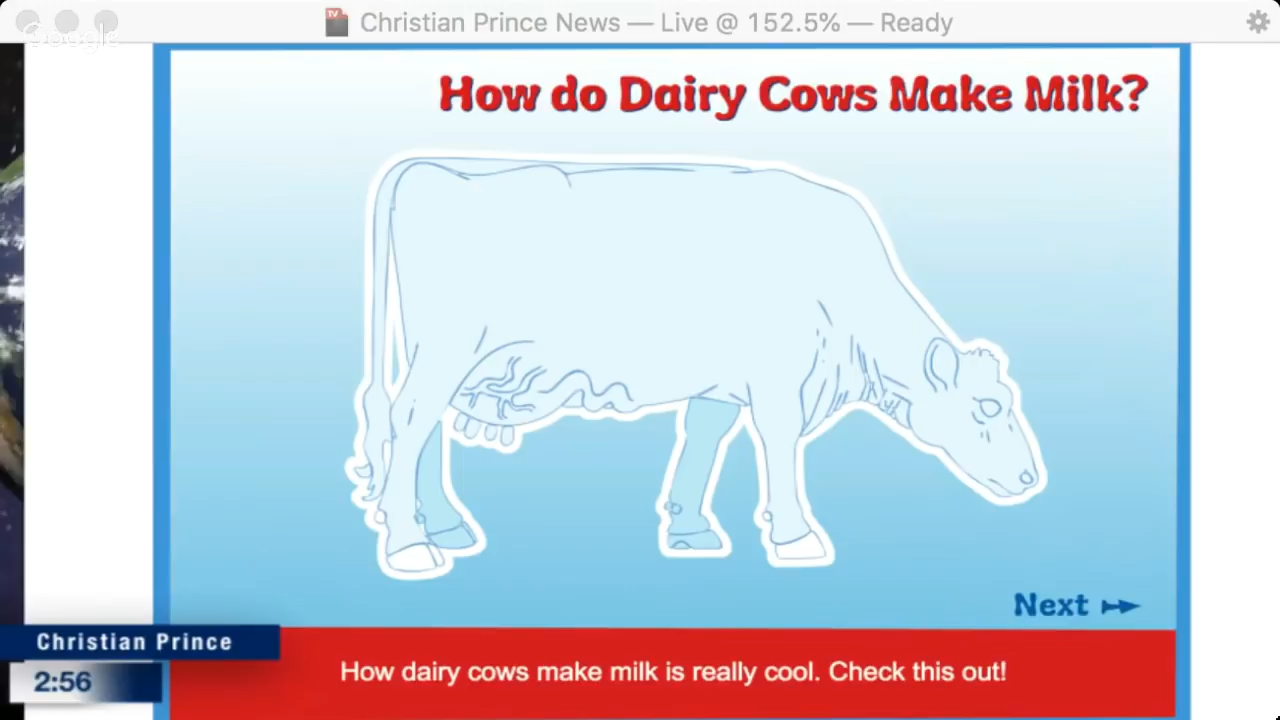 Christian Prince News — Live @ 152.5% — Ready
Google
How do Dairy Cows Make Milk?
Next
Christian Prince
2:56
How dairy cows make milk is really cool. Check this out!